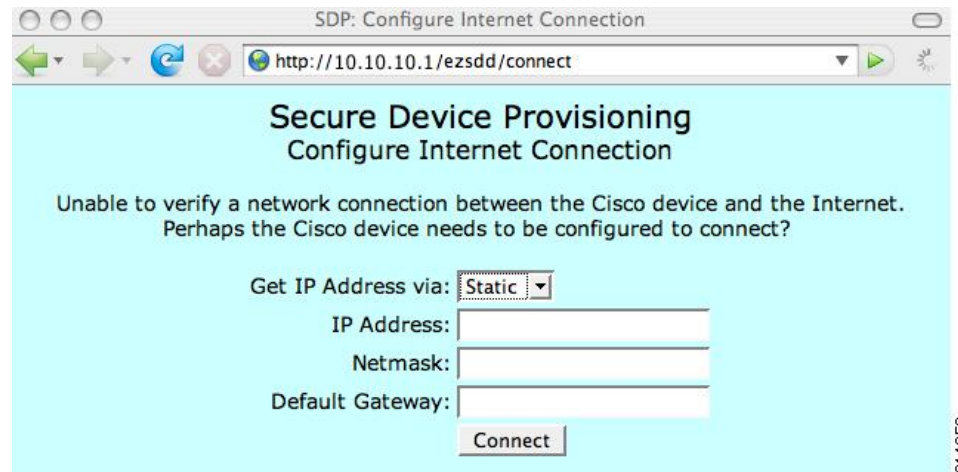 SDP: Configure Internet Connection
http://10.10.10.1/ezsdd/connect
Secure Device Provisioning
Configure Internet Connection
Unable to verify a network connection between the Cisco device and the Internet.
Perhaps the Cisco device needs to be configured to connect?
Get IP Address via: Static
IP Address:
Netmask:
Default Gateway:
Connect